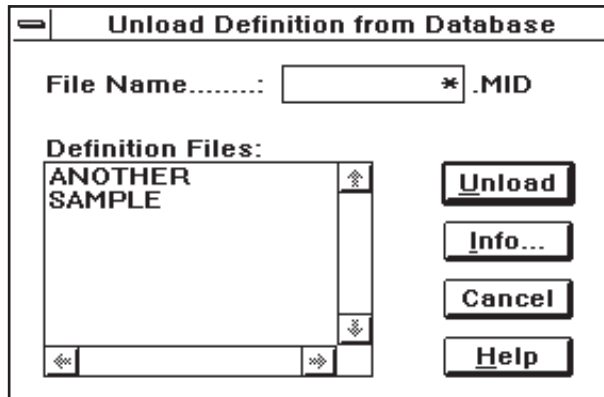 Unload Definition from Database
File Name........: * .MID
Definition Files:
ANOTHER
SAMPLE
Unload
Info...
Cancel
Help